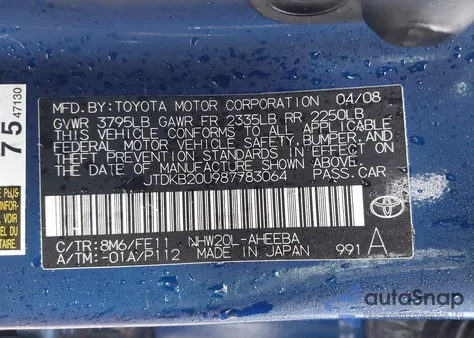 MFD. BY: TOYOTA MOTOR CORPORATION 04/08
GVWR 3795LB GAWR FR 2335LB RR 2250LB
THIS VEHICLE CONFORMS TO ALL APPLICABLE
FEDERAL MOTOR VEHICLE SAFETY, BUMPER, AND
THEFT PREVENTION STANDARDS IN EFFECT ON
THE DATE OF MANUFACTURE SHOWN ABOVE.
JTDKB20U987783064 PASS.CAR
C/TR: 8M6/FE11 NHW20L-AHEEBA
A/TM: -01A/P112 MADE IN JAPAN 991 A
75 47130
autoSnap